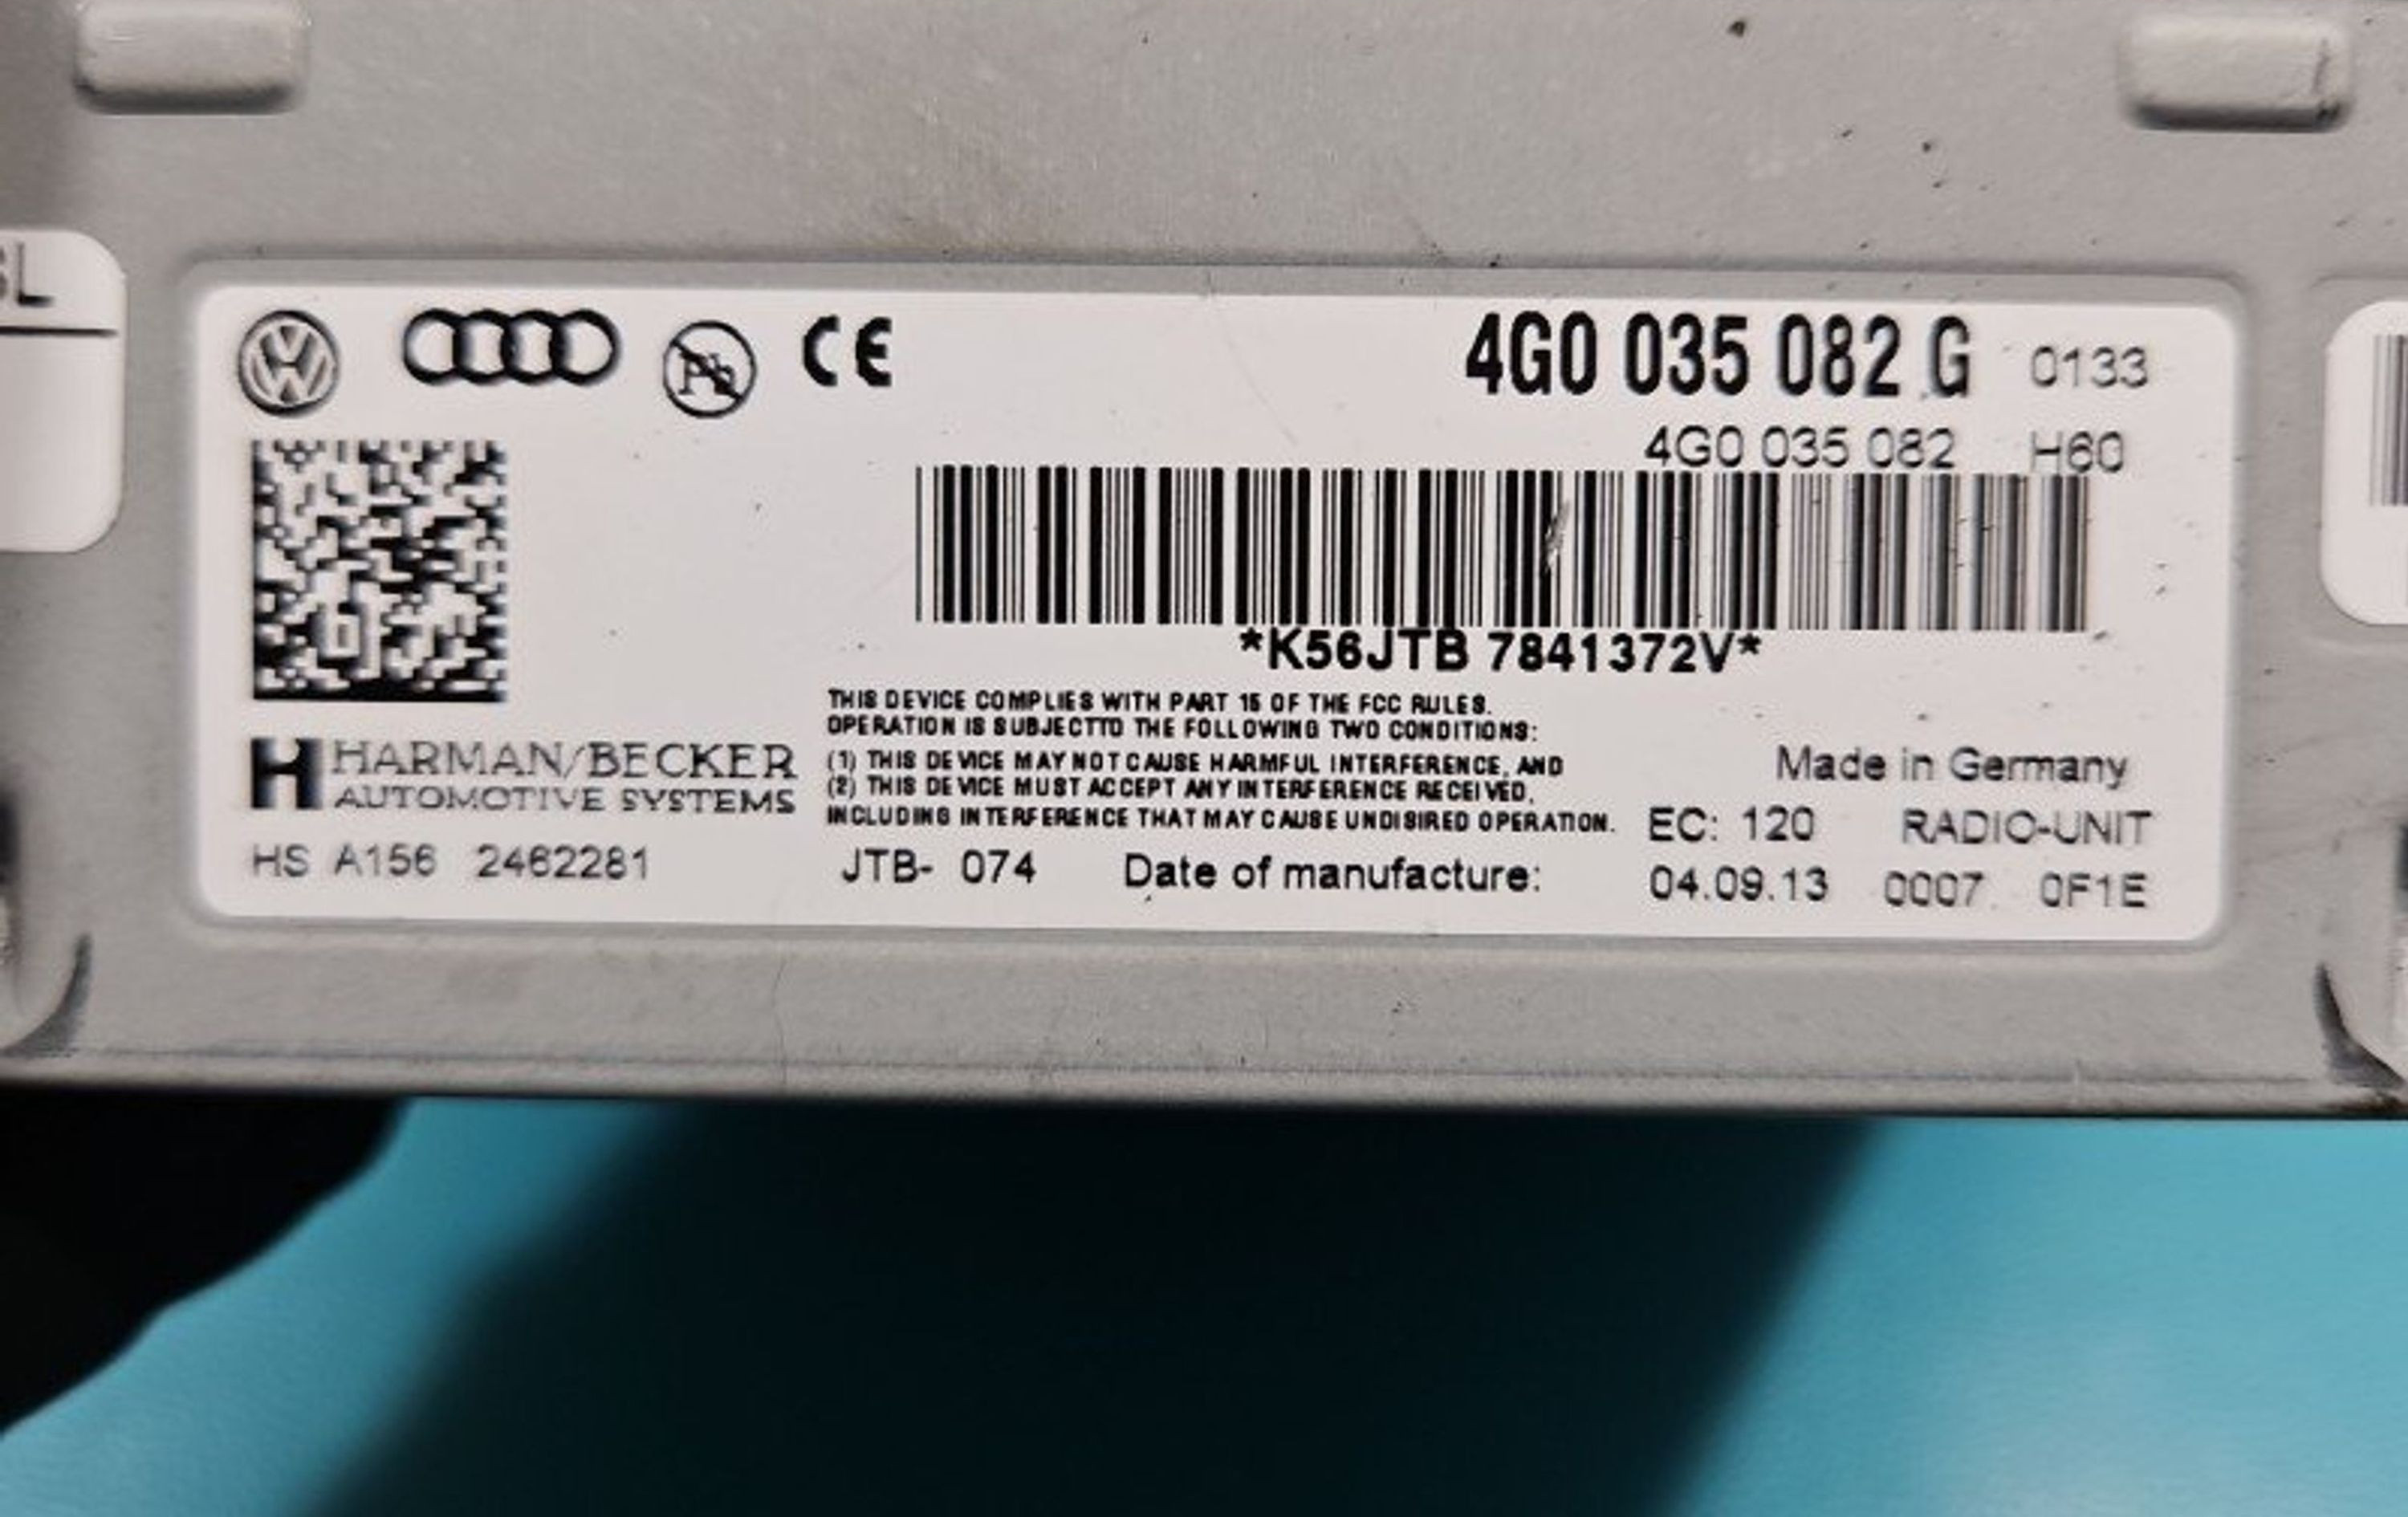 4G0 035 082 G 0133
4G0 035 082 H60
*K56JTB 7841372V*
THIS DEVICE COMPLIES WITH PART 15 OF THE FCC RULES.
OPERATION IS SUBJECTTO THE FOLLOWING TWO CONDITIONS:
(1) THIS DEVICE MAY NOT CAUSE HARMFUL INTERFERENCE, AND
(2) THIS DEVICE MUST ACCEPT ANY INTERFERENCE RECEIVED,
INCLUDING INTERFERENCE THAT MAY CAUSE UNDISIRED OPERATION.
HARMAN/BECKER
AUTOMOTIVE SYSTEMS
Made in Germany
EC: 120 RADIO-UNIT
HS A156 2462281 JTB- 074 Date of manufacture: 04.09.13 0007 0F1E